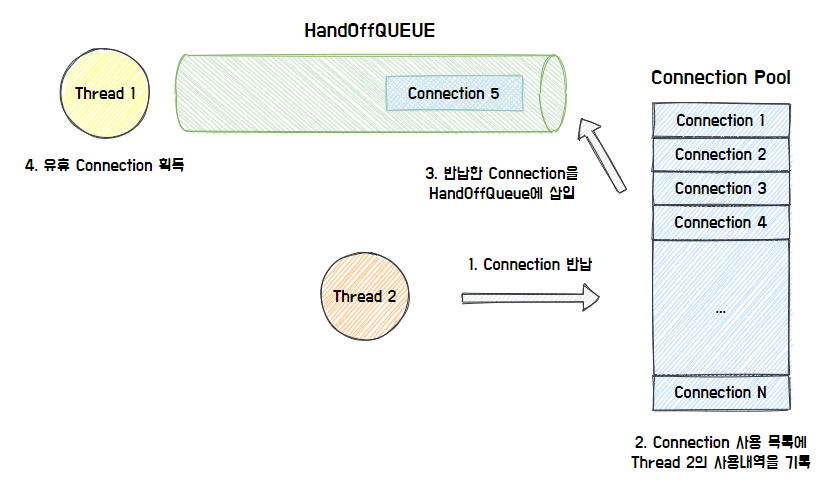 HandOffQUEUE
Thread 1
Connection 5
4. 유휴 Connection 획득
3. 반납한 Connection을
HandOffQueue에 삽입
Connection Pool
Connection 1
Connection 2
Connection 3
Connection 4
...
Connection N
Thread 2
1. Connection 반납
2. Connection 사용 목록에
Thread 2의 사용내역을 기록